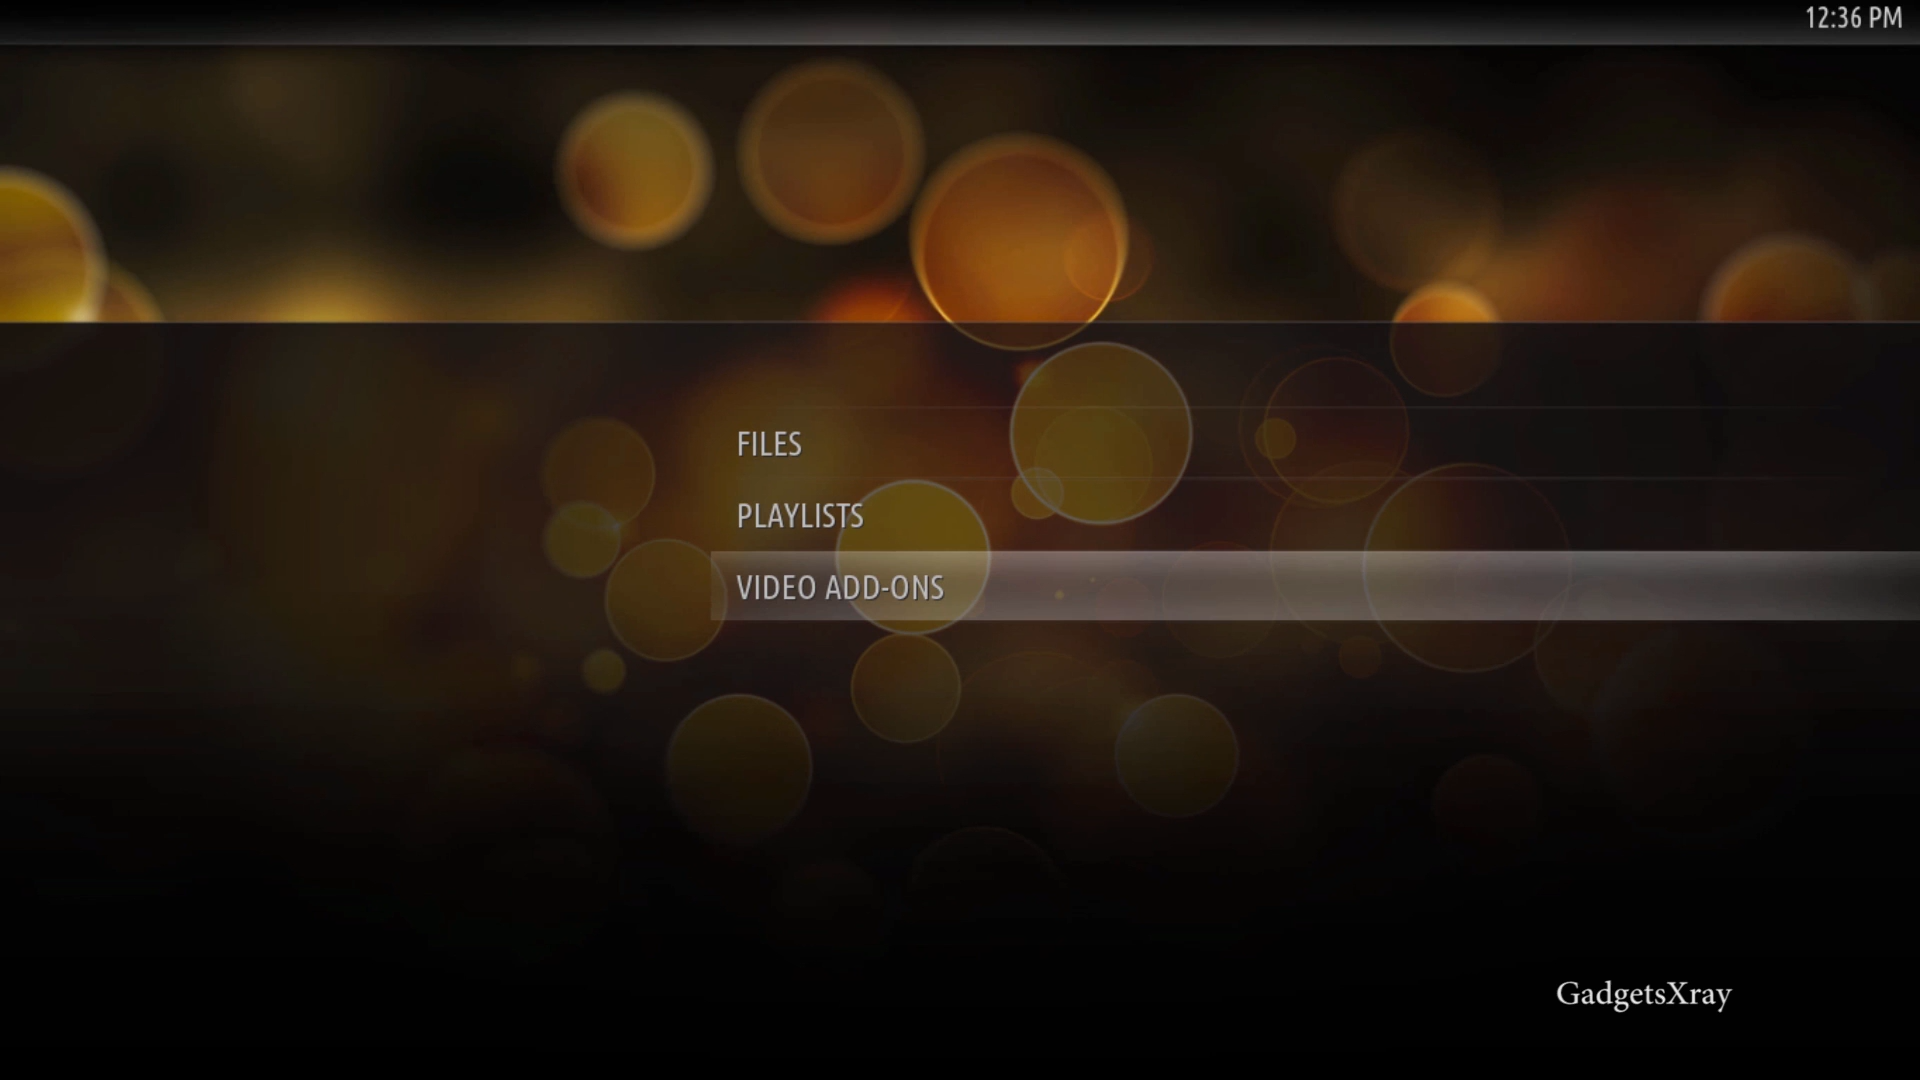 12:36 PM
FILES
PLAYLISTS
VIDEO ADD-ONS
GadgetsXray